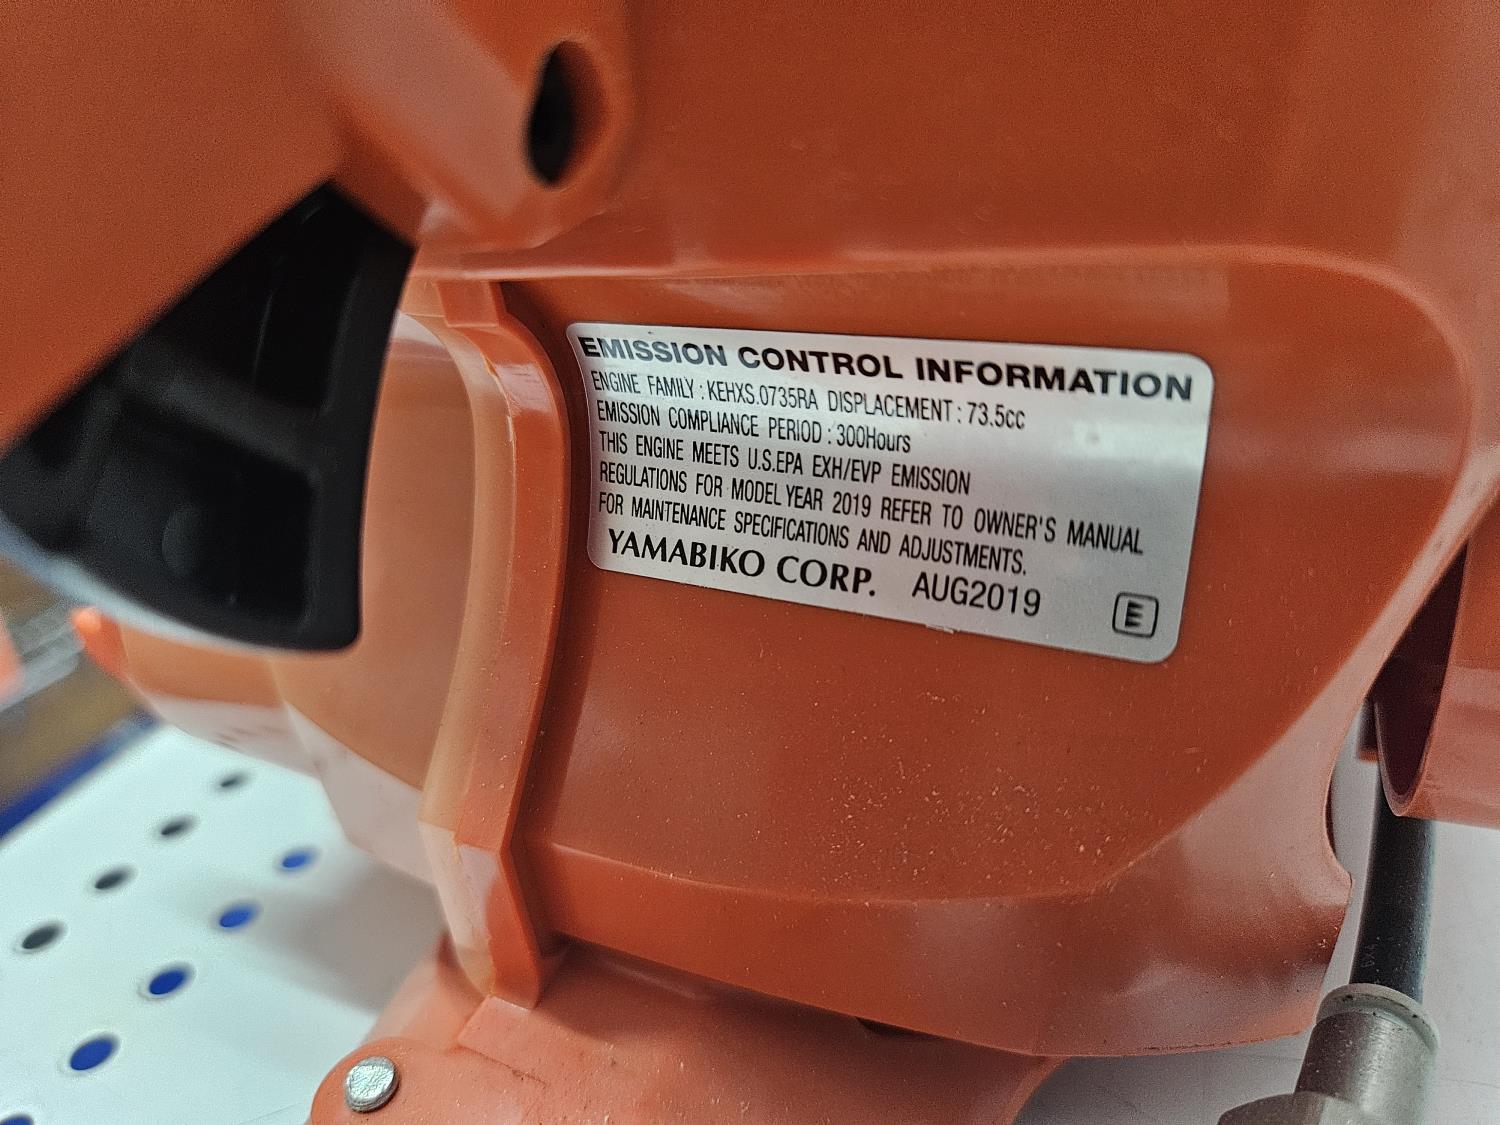 EMISSION CONTROL INFORMATION
ENGINE FAMILY : KEHXS.0735RA DISPLACEMENT : 73.5cc
EMISSION COMPLIANCE PERIOD : 300Hours
THIS ENGINE MEETS U.S.EPA EXH/EVP EMISSION
REGULATIONS FOR MODEL YEAR 2019 REFER TO OWNER'S MANUAL
FOR MAINTENANCE SPECIFICATIONS AND ADJUSTMENTS.
YAMABIKO CORP. AUG2019 E